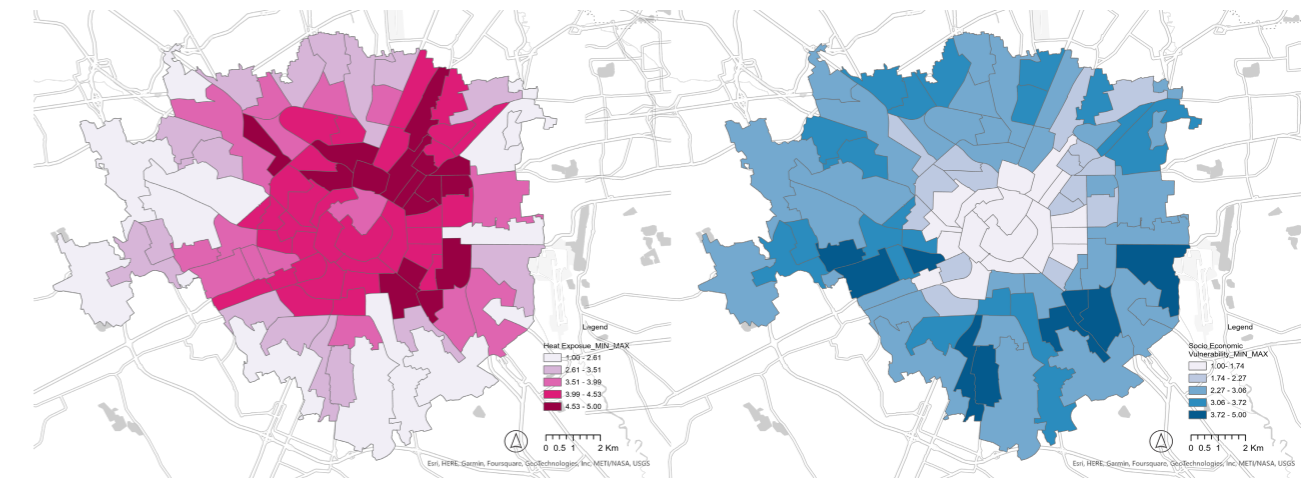 Legend
Heat Exposue_MIN_MAX
1.00 - 2.61
2.61 - 3.51
3.51 - 3.99
3.99 - 4.53
4.53 - 5.00
0 0.5 1 2 Km
Esri, HERE, Garmin, Foursquare, GeoTechnologies, Inc, METI/NASA, USGS
Legend
Socio Economic
Vulnerability_MIN_MAX
1.00- 1.74
1.74 - 2.27
2.27 - 3.06
3.06 - 3.72
3.72 - 5.00
0 0.5 1 2 Km
Esri, HERE, Garmin, Foursquare, GeoTechnologies, Inc, METI/NASA, USGS